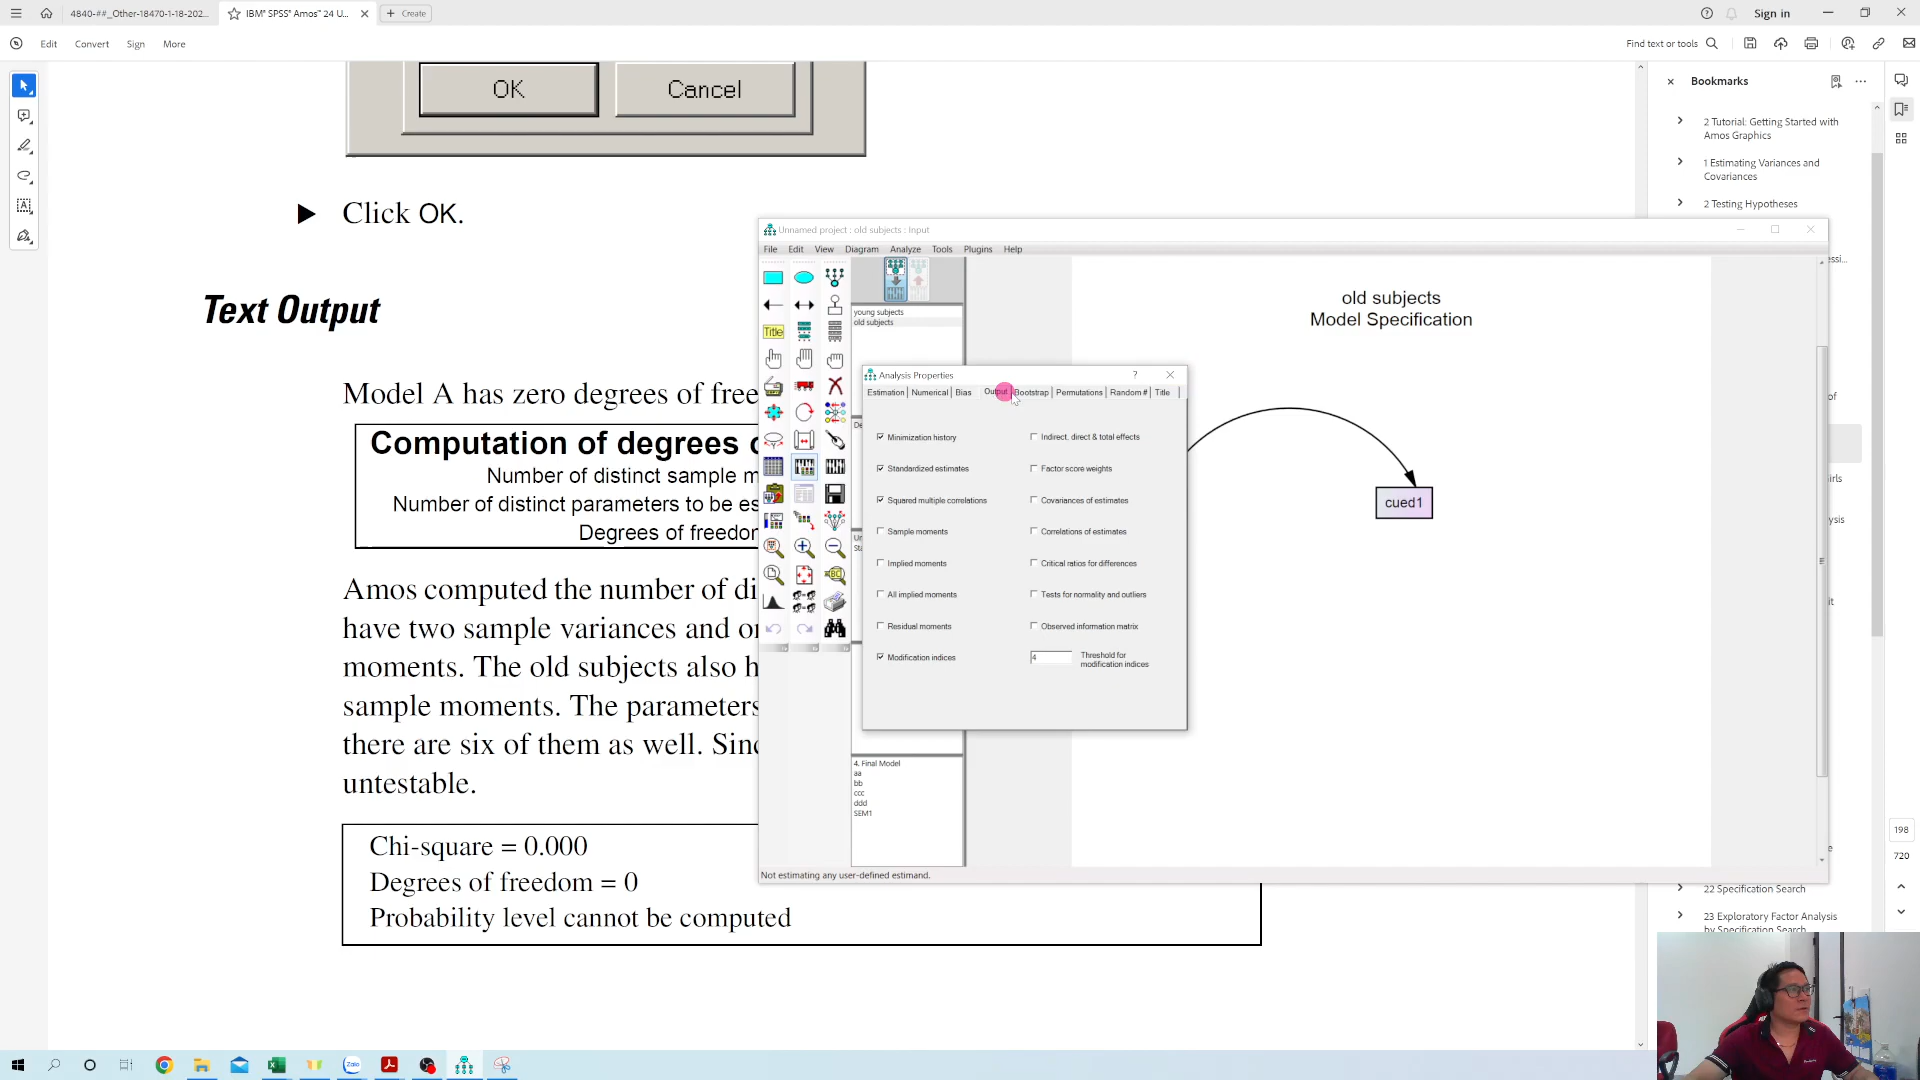 4840-##_Other-18470-1-18-202...
IBM® SPSS® Amos™ 24 U...
Create
Sign in
Edit
Convert
Sign
More
Find text or tools
OK
Cancel
Click OK.
Text Output
Model A has zero degrees of free
Computation of degrees o
Number of distinct sample m
Number of distinct parameters to be es
Degrees of freedom
Amos computed the number of di
have two sample variances and on
moments. The old subjects also h
sample moments. The parameters
there are six of them as well. Sinc
untestable.
Chi-square = 0.000
Degrees of freedom = 0
Probability level cannot be computed
Unnamed project : old subjects : Input
File
Edit
View
Diagram
Analyze
Tools
Plugins
Help
Title
young subjects
old subjects
old subjects
Model Specification
cued1
Analysis Properties
?
Estimation
Numerical
Bias
Output
Bootstrap
Permutations
Random #
Title
Minimization history
Standardized estimates
Squared multiple correlations
Sample moments
Implied moments
All implied moments
Residual moments
Modification indices
Indirect, direct & total effects
Factor score weights
Covariances of estimates
Correlations of estimates
Critical ratios for differences
Tests for normality and outliers
Observed information matrix
4
Threshold for
modification indices
4. Final Model
aa
bb
ccc
ddd
SEM1
Not estimating any user-defined estimand.
Bookmarks
2 Tutorial: Getting Started with
Amos Graphics
1 Estimating Variances and
Covariances
2 Testing Hypotheses
22 Specification Search
23 Exploratory Factor Analysis
by Specification Search
198
720
Zalo